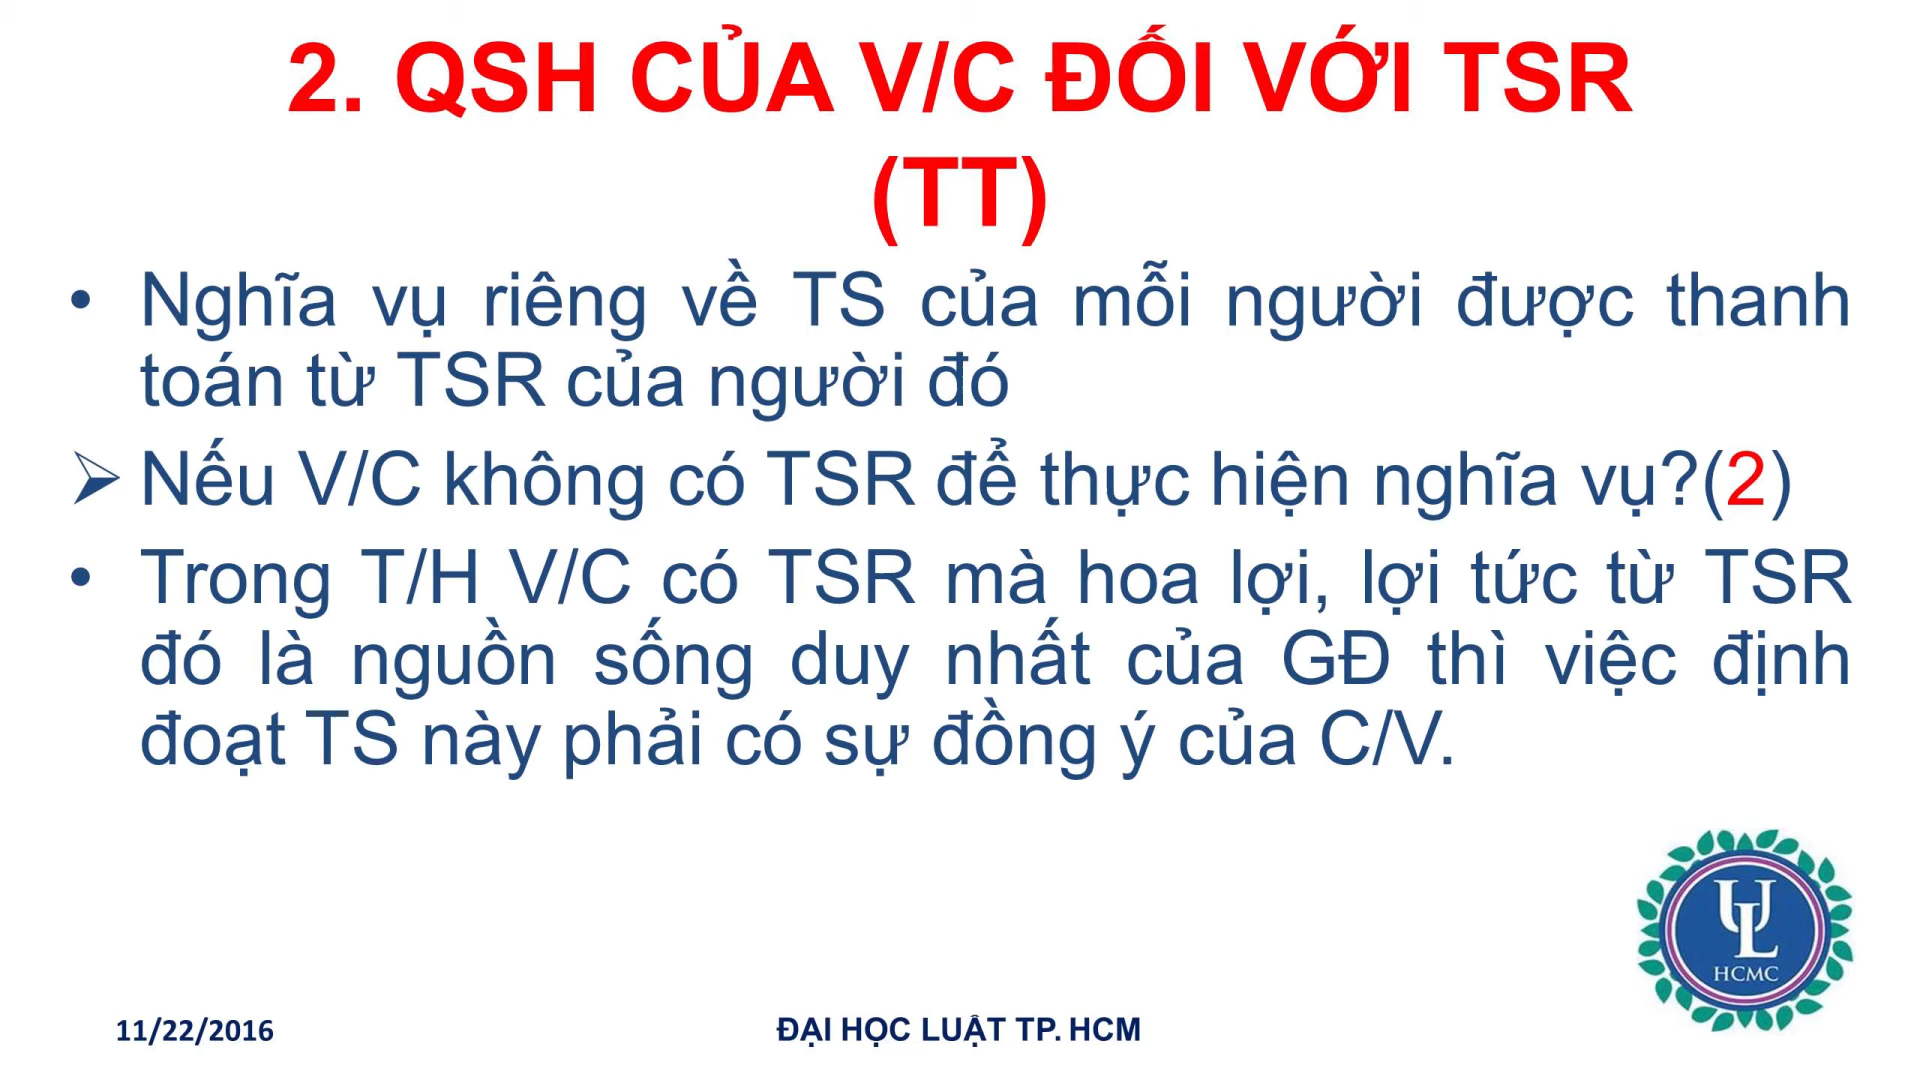 2. QSH CỦA V/C ĐỐI VỚI TSR
(TT)
• Nghĩa vụ riêng về TS của mỗi người được thanh
toán từ TSR của người đó
➢ Nếu V/C không có TSR để thực hiện nghĩa vụ?(2)
• Trong T/H V/C có TSR mà hoa lợi, lợi tức từ TSR
đó là nguồn sống duy nhất của GĐ thì việc định
đoạt TS này phải có sự đồng ý của C/V.
UL
HCMC
11/22/2016
ĐẠI HỌC LUẬT TP. HCM